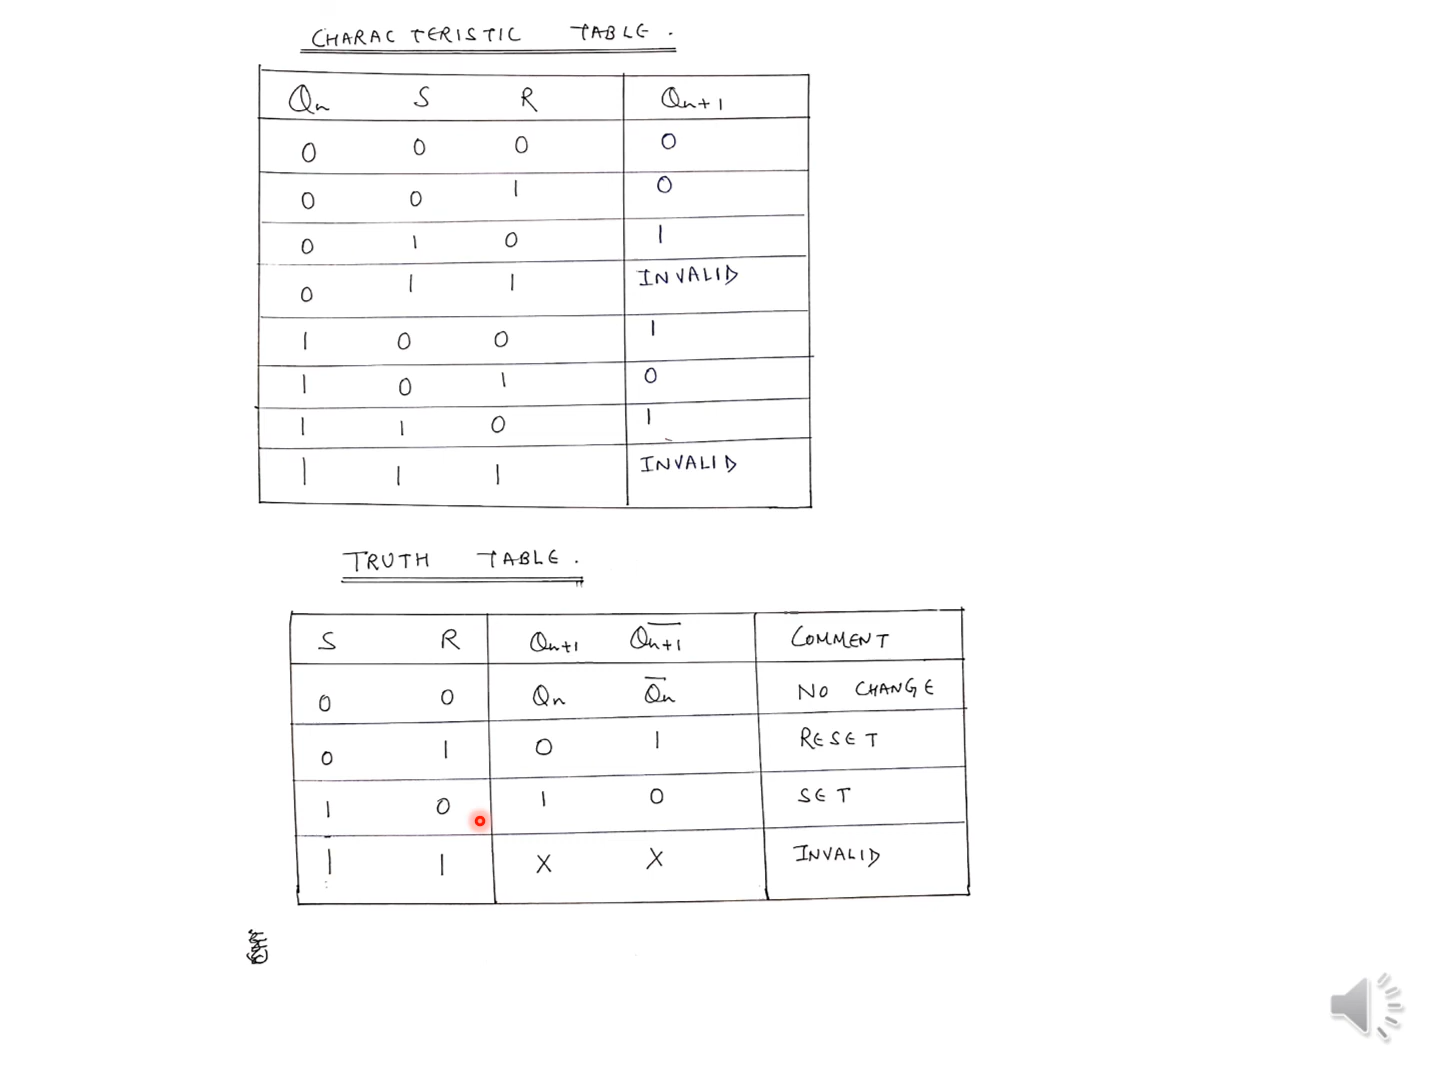 CHARACTERISTIC TABLE.
Qn S R Qn+1
0 0 0 0
0 0 1 0
0 1 0 1
0 1 1 INVALID
1 0 0 1
1 0 1 0
1 1 0 1
1 1 1 INVALID
TRUTH TABLE.
S R Qn+1 Q̅n+1 COMMENT
0 0 Qn Q̅n NO CHANGE
0 1 0 1 RESET
1 0 1 0 SET
1 1 X X INVALID